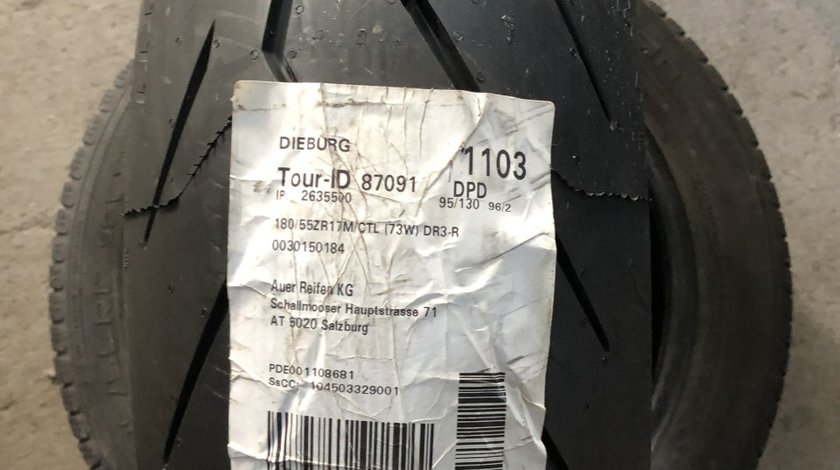 DIEBURG
1103
Tour-ID 87091 DPD
IP 2635500 95/130 96/2
180/55ZR17M/CTL (73W) DR3-R
0030150184
Auer Reifen KG
Schallmooser Hauptstrasse 71
AT 5020 Salzburg
PDE001108681
SsCC: 104503329001